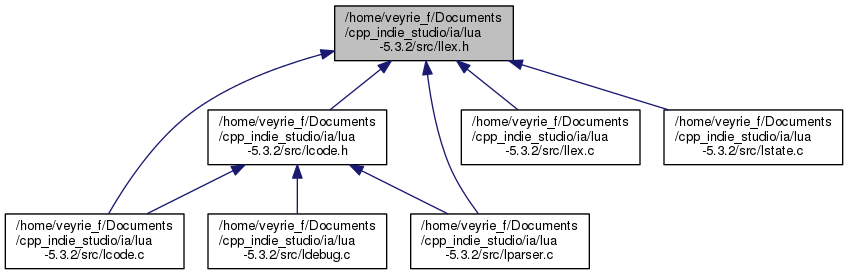 /home/veyrie_f/Documents
/cpp_indie_studio/ia/lua
-5.3.2/src/llex.h
/home/veyrie_f/Documents
/cpp_indie_studio/ia/lua
-5.3.2/src/lcode.h
/home/veyrie_f/Documents
/cpp_indie_studio/ia/lua
-5.3.2/src/llex.c
/home/veyrie_f/Documents
/cpp_indie_studio/ia/lua
-5.3.2/src/lstate.c
/home/veyrie_f/Documents
/cpp_indie_studio/ia/lua
-5.3.2/src/lcode.c
/home/veyrie_f/Documents
/cpp_indie_studio/ia/lua
-5.3.2/src/ldebug.c
/home/veyrie_f/Documents
/cpp_indie_studio/ia/lua
-5.3.2/src/lparser.c